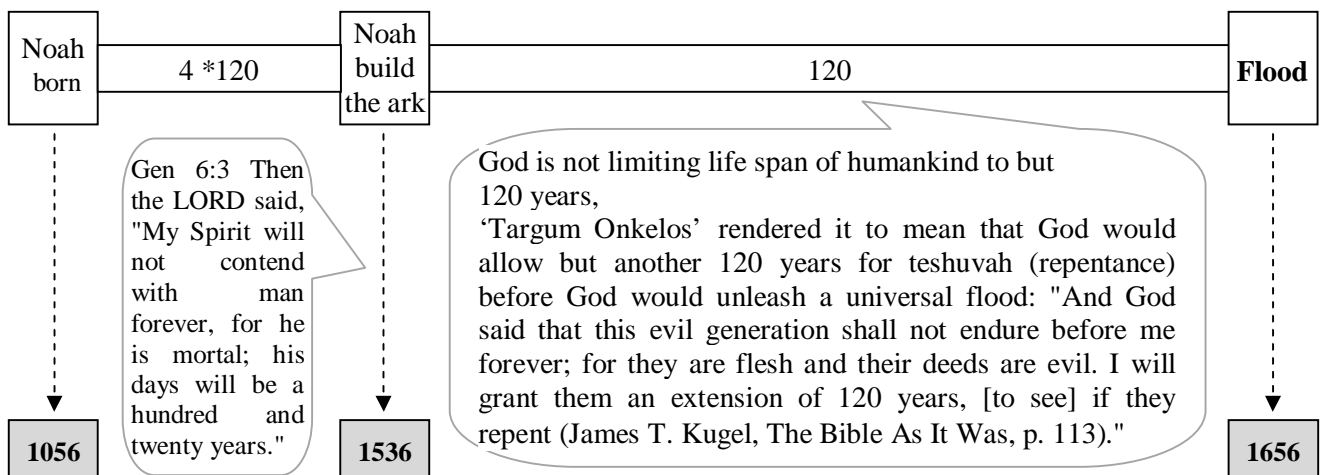 Noah
born
4 *120
Noah
build
the ark
120
Flood
Gen 6:3 Then
the LORD said,
"My Spirit will
not contend
with man
forever, for he
is mortal; his
days will be a
hundred and
twenty years."
God is not limiting life span of humankind to but
120 years,
‘Targum Onkelos’ rendered it to mean that God would
allow but another 120 years for teshuvah (repentance)
before God would unleash a universal flood: "And God
said that this evil generation shall not endure before me
forever; for they are flesh and their deeds are evil. I will
grant them an extension of 120 years, [to see] if they
repent (James T. Kugel, The Bible As It Was, p. 113)."
1056
1536
1656